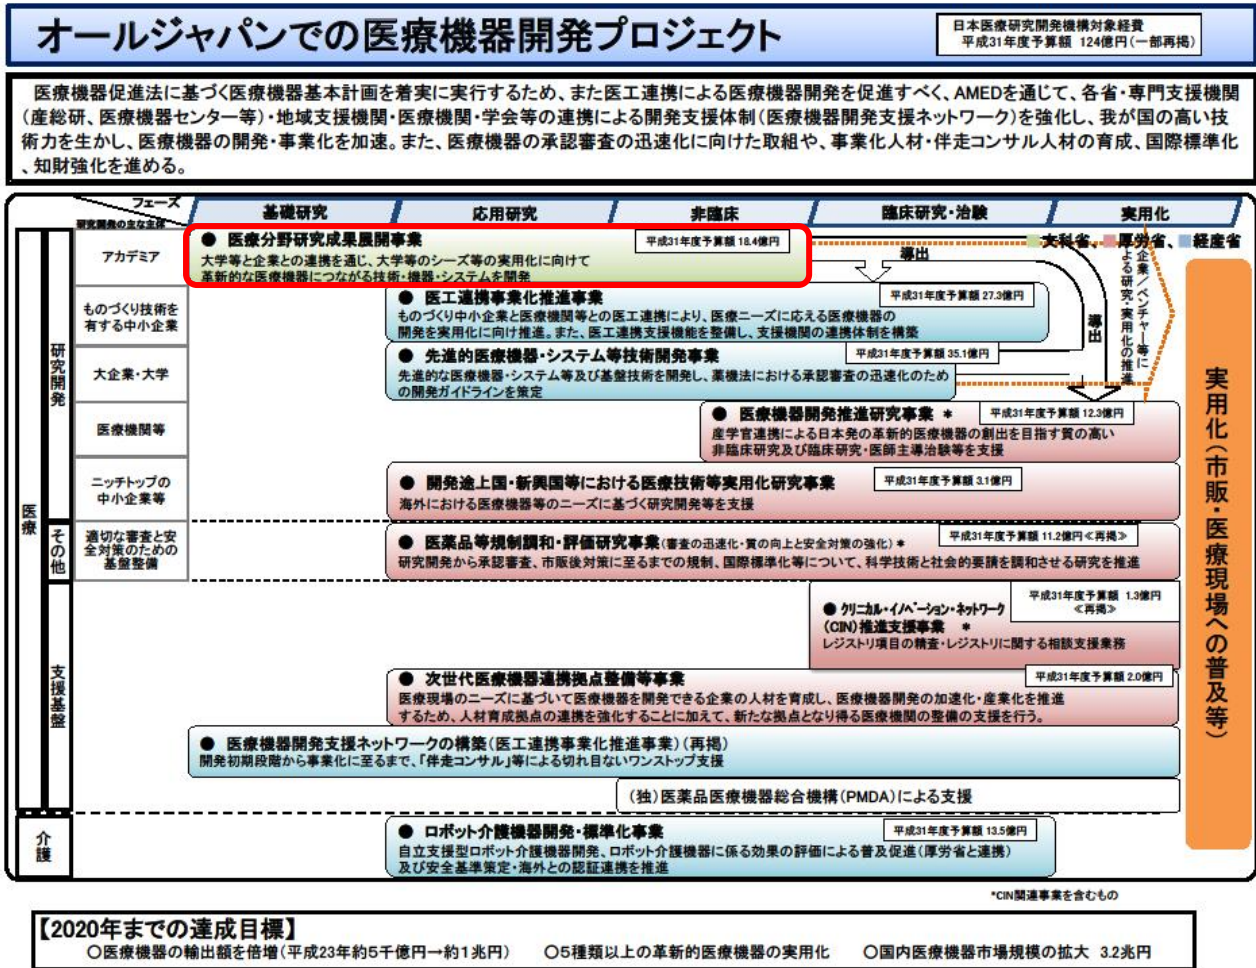 オールジャパンでの医療機器開発プロジェクト
日本医療研究開発機構対象経費
平成31年度予算額 124億円(一部再掲)
医療機器促進法に基づく医療機器基本計画を着実に実行するため、また医工連携による医療機器開発を促進すべく、AMEDを通じて、各省・専門支援機関
(産総研、医療機器センター等)・地域支援機関・医療機関・学会等の連携による開発支援体制(医療機器開発支援ネットワーク)を強化し、我が国の高い技
術力を生かし、医療機器の開発・事業化を加速。また、医療機器の承認審査の迅速化に向けた取組や、事業化人材・伴走コンサル人材の育成、国際標準化
、知財強化を進める。
フェーズ
研究開発の主な主体
基礎研究
応用研究
非臨床
臨床研究・治験
実用化
文科省、厚労省、経産省
医療
研究開発
アカデミア
● 医療分野研究成果展開事業
平成31年度予算額 18.4億円
大学等と企業との連携を通じ、大学等のシーズ等の実用化に向けて
革新的な医療機器につながる技術・機器・システムを開発
導出
導出
企業/ベンチャー等に
よる研究・実用化の推進
ものづくり技術を
有する中小企業
● 医工連携事業化推進事業
平成31年度予算額 27.3億円
ものづくり中小企業と医療機関等との医工連携により、医療ニーズに応える医療機器の
開発を実用化に向け推進。また、医工連携支援機能を整備し、支援機関の連携体制を構築
大企業・大学
● 先進的医療機器・システム等技術開発事業
平成31年度予算額 35.1億円
先進的な医療機器・システム等及び基盤技術を開発し、薬機法における承認審査の迅速化のため
の開発ガイドラインを策定
医療機関等
● 医療機器開発推進研究事業 *
平成31年度予算額 12.3億円
産学官連携による日本発の革新的医療機器の創出を目指す質の高い
非臨床研究及び臨床研究・医師主導治験等を支援
ニッチトップの
中小企業等
● 開発途上国・新興国等における医療技術等実用化研究事業
平成31年度予算額 3.1億円
海外における医療機器等のニーズに基づく研究開発等を支援
その他
適切な審査と安
全対策のための
基盤整備
● 医薬品等規制調和・評価研究事業(審査の迅速化・質の向上と安全対策の強化) *
平成31年度予算額 11.2億円≪再掲≫
研究開発から承認審査、市販後対策に至るまでの規制、国際標準化等について、科学技術と社会的要請を調和させる研究を推進
支援基盤
● クリニカル・イノベーション・ネットワーク
(CIN)推進支援事業 *
平成31年度予算額 1.3億円
≪再掲≫
レジストリ項目の精査・レジストリに関する相談支援業務
● 次世代医療機器連携拠点整備等事業
平成31年度予算額 2.0億円
医療現場のニーズに基づいて医療機器を開発できる企業の人材を育成し、医療機器開発の加速化・産業化を推進
するため、人材育成拠点の連携を強化することに加えて、新たな拠点となり得る医療機関の整備の支援を行う。
● 医療機器開発支援ネットワークの構築(医工連携事業化推進事業)(再掲)
開発初期段階から事業化に至るまで、「伴走コンサル」等による切れ目ないワンストップ支援
(独)医薬品医療機器総合機構(PMDA)による支援
介護
● ロボット介護機器開発・標準化事業
平成31年度予算額 13.5億円
自立支援型ロボット介護機器開発、ロボット介護機器に係る効果の評価による普及促進(厚労省と連携)
及び安全基準策定・海外との認証連携を推進
実用化(市販・医療現場への普及等)
*CIN関連事業を含むもの
【2020年までの達成目標】
○医療機器の輸出額を倍増(平成23年約5千億円→約1兆円) ○5種類以上の革新的医療機器の実用化 ○国内医療機器市場規模の拡大 3.2兆円